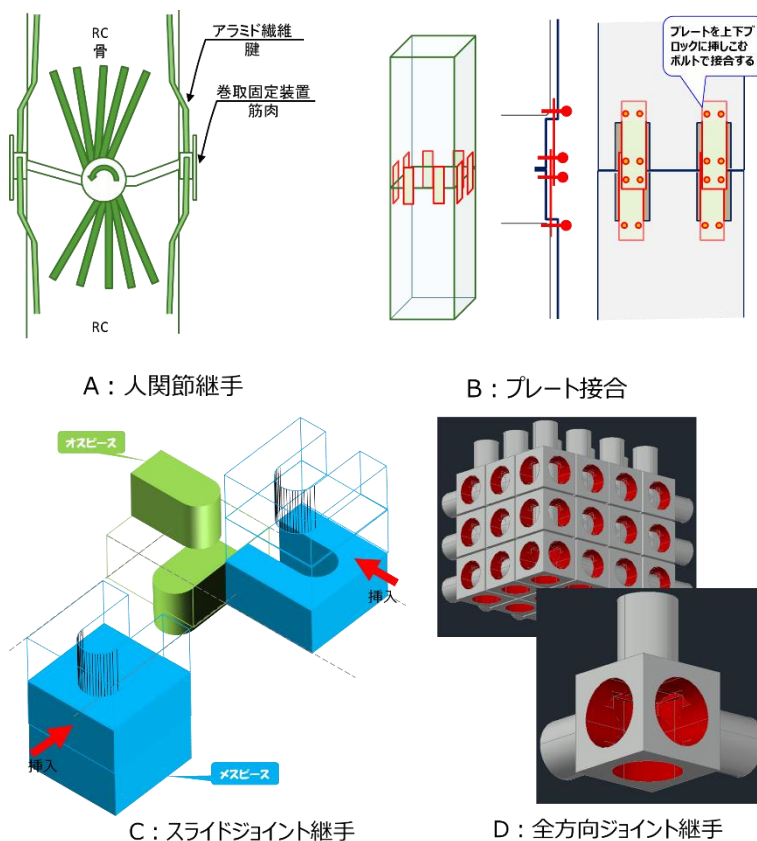 RC
骨
アラミド繊維
腱
巻取固定装置
筋肉
RC
A：人関節継手
プレートを上下ブ
ロックに挿しこむ
ボルトで接合する
B：プレート接合
オスピース
挿入
挿入
メスピース
C：スライドジョイント継手
D：全方向ジョイント継手